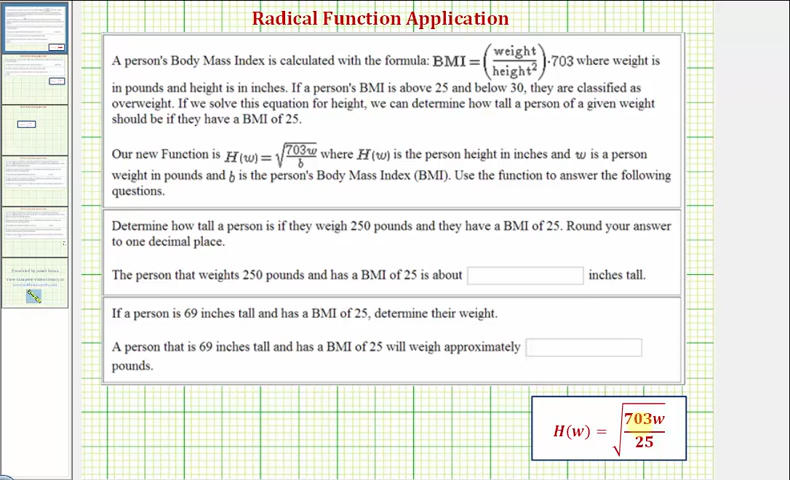 Radical Function Application
A person's Body Mass Index is calculated with the formula: BMI = (weight/height²)·703 where weight is
in pounds and height is in inches. If a person's BMI is above 25 and below 30, they are classified as
overweight. If we solve this equation for height, we can determine how tall a person of a given weight
should be if they have a BMI of 25.
Our new Function is H(w) = √(703w/b) where H(w) is the person height in inches and w is a person
weight in pounds and b is the person's Body Mass Index (BMI). Use the function to answer the following
questions.
Determine how tall a person is if they weigh 250 pounds and they have a BMI of 25. Round your answer
to one decimal place.
The person that weights 250 pounds and has a BMI of 25 is about inches tall.
If a person is 69 inches tall and has a BMI of 25, determine their weight.
A person that is 69 inches tall and has a BMI of 25 will weigh approximately
pounds.
H(w) = √(703w/25)